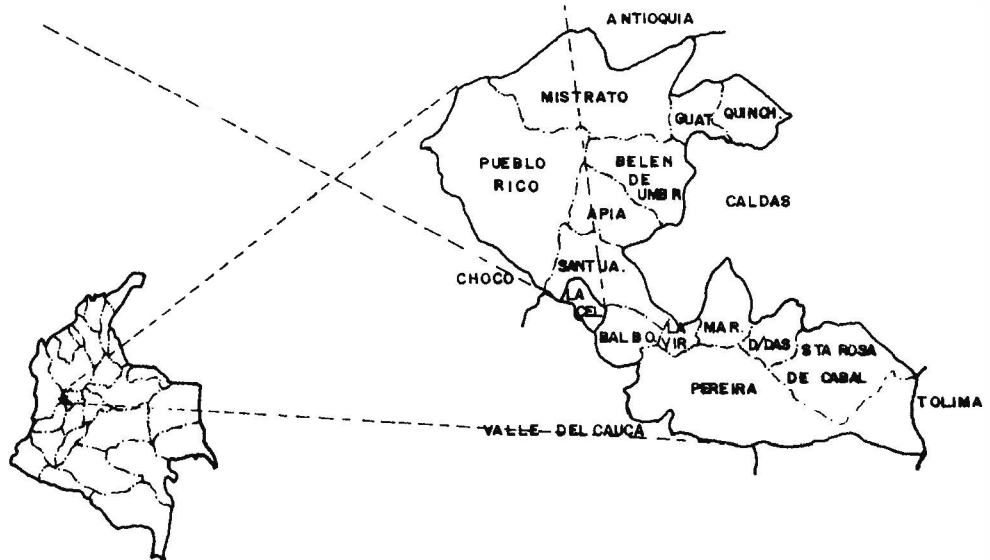 ANTIOQUIA
MISTRATO
GUAT
QUINCH.
PUEBLO
RICO
BELEN
DE
UMBIR
CALDAS
APIA
CHOCO
SANTUA.
LA
CEL.
BALBO.
LA
VIR
MAR.
D/DAS
STA ROSA
DE CABAL
PEREIRA
TOLIMA
VALLE DEL CAUCA